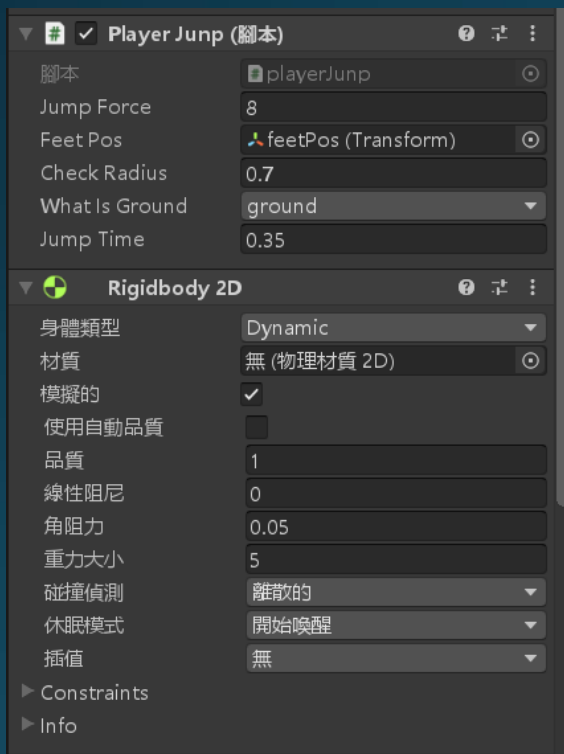 Player Junp (腳本)
腳本 playerJunp
Jump Force 8
Feet Pos feetPos (Transform)
Check Radius 0.7
What Is Ground ground
Jump Time 0.35
Rigidbody 2D
身體類型 Dynamic
材質 無 (物理材質 2D)
模擬的
使用自動品質
品質 1
線性阻尼 0
角阻力 0.05
重力大小 5
碰撞偵測 離散的
休眠模式 開始喚醒
插值 無
Constraints
Info